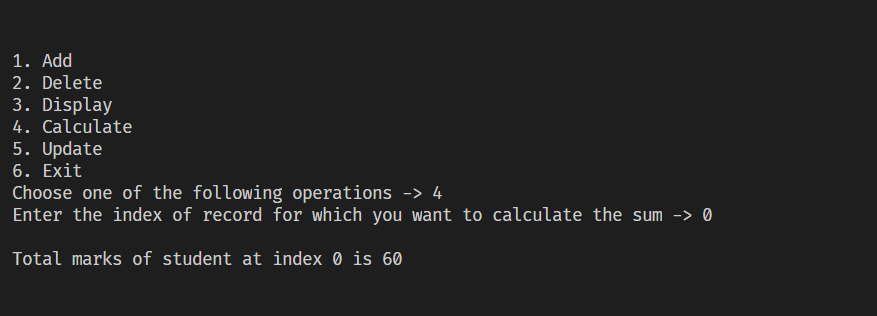 1. Add
2. Delete
3. Display
4. Calculate
5. Update
6. Exit
Choose one of the following operations -> 4
Enter the index of record for which you want to calculate the sum -> 0
Total marks of student at index 0 is 60